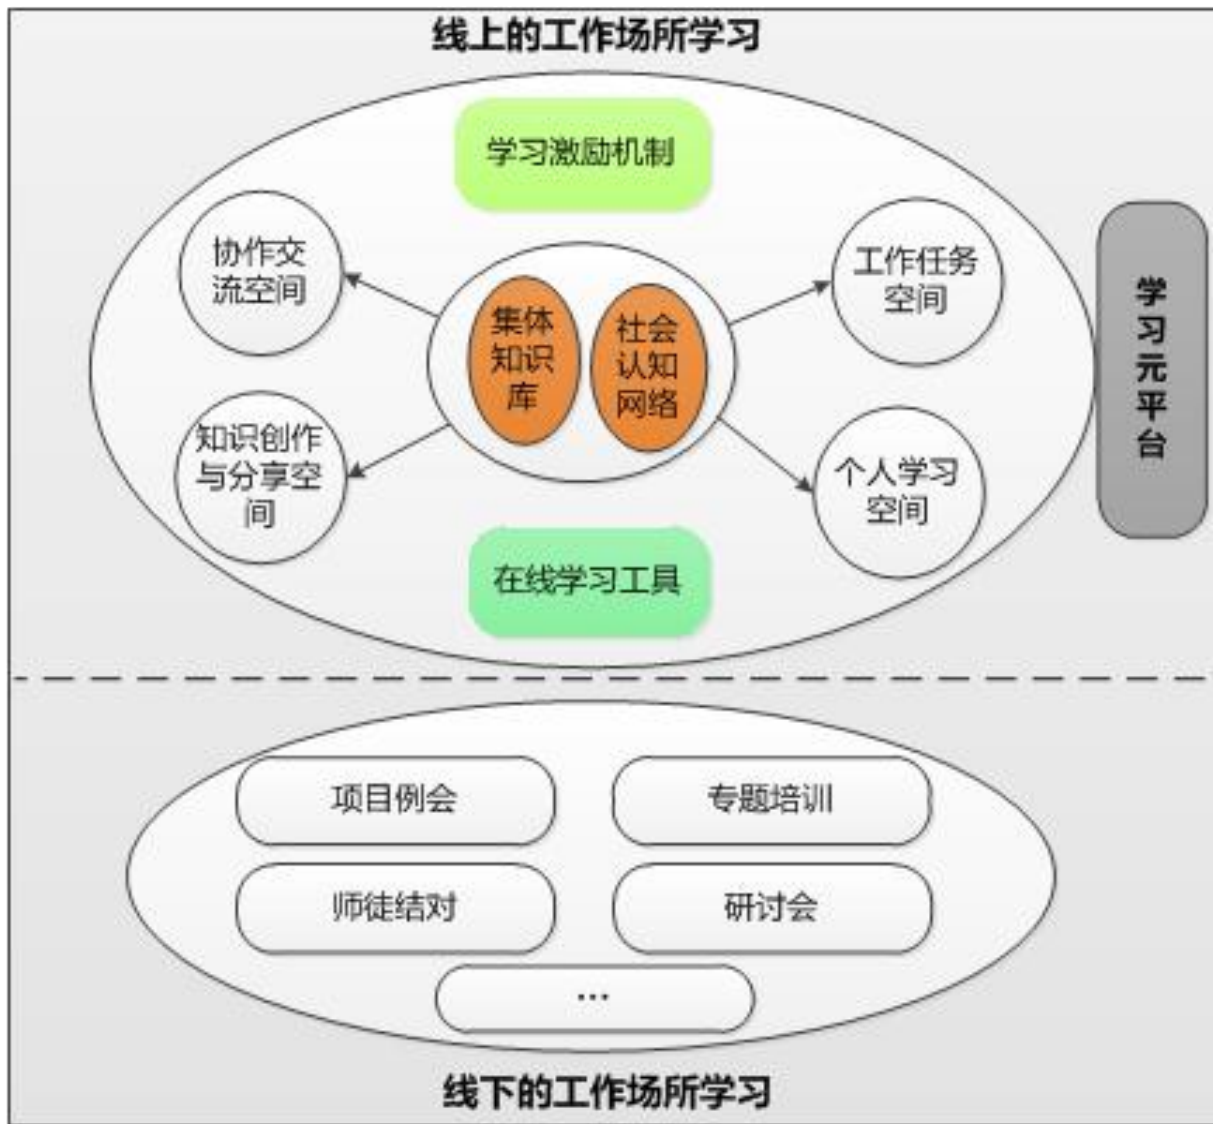 线上的工作场所学习
学习激励机制
协作交
流空间
集体
知识
库
社会
认知
网络
工作任务
空间
知识创作
与分享空
间
个人学习
空间
在线学习工具
学
习
元
平
台
项目例会
专题培训
师徒结对
研讨会
...
线下的工作场所学习